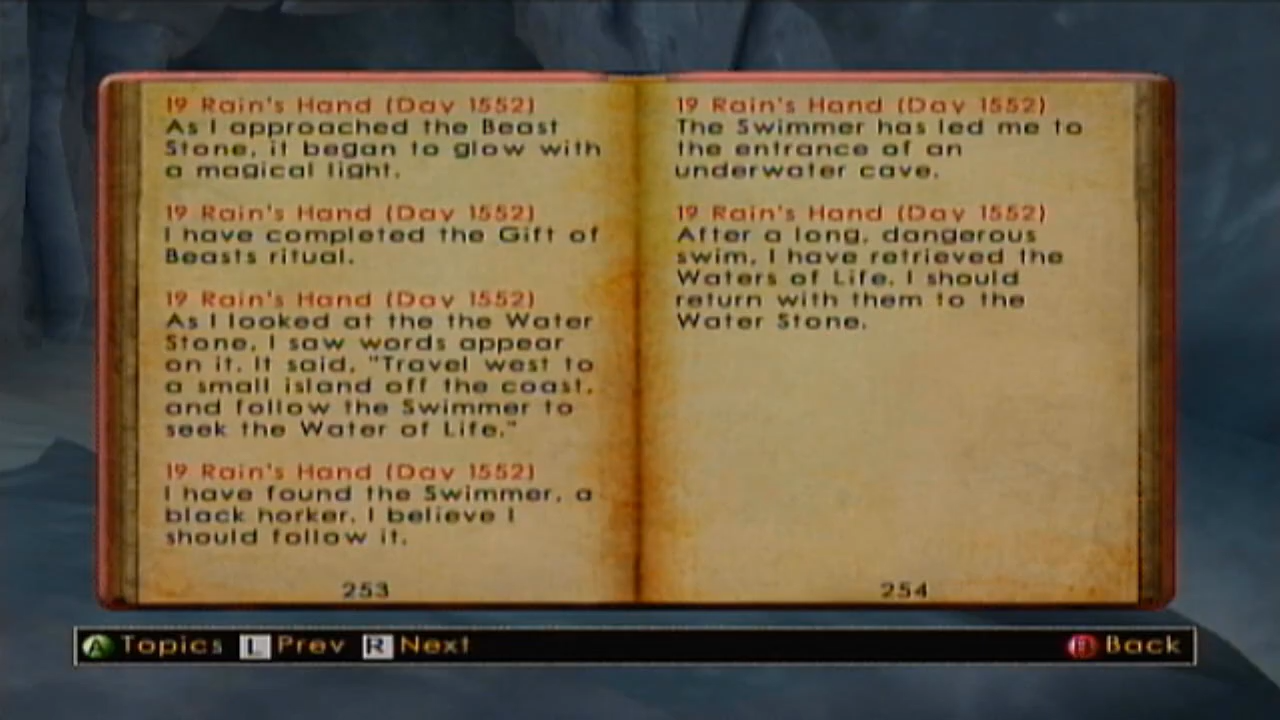 19 Rain's Hand (Day 1552)
As I approached the Beast
Stone, it began to glow with
a magical light.
19 Rain's Hand (Day 1552)
I have completed the Gift of
Beasts ritual.
19 Rain's Hand (Day 1552)
As I looked at the the Water
Stone, I saw words appear
on it. It said, "Travel west to
a small island off the coast,
and follow the Swimmer to
seek the Water of Life."
19 Rain's Hand (Day 1552)
I have found the Swimmer, a
black horker. I believe I
should follow it.
253
19 Rain's Hand (Day 1552)
The Swimmer has led me to
the entrance of an
underwater cave.
19 Rain's Hand (Day 1552)
After a long, dangerous
swim, I have retrieved the
Waters of Life. I should
return with them to the
Water Stone.
254
A Topics L Prev R Next B Back